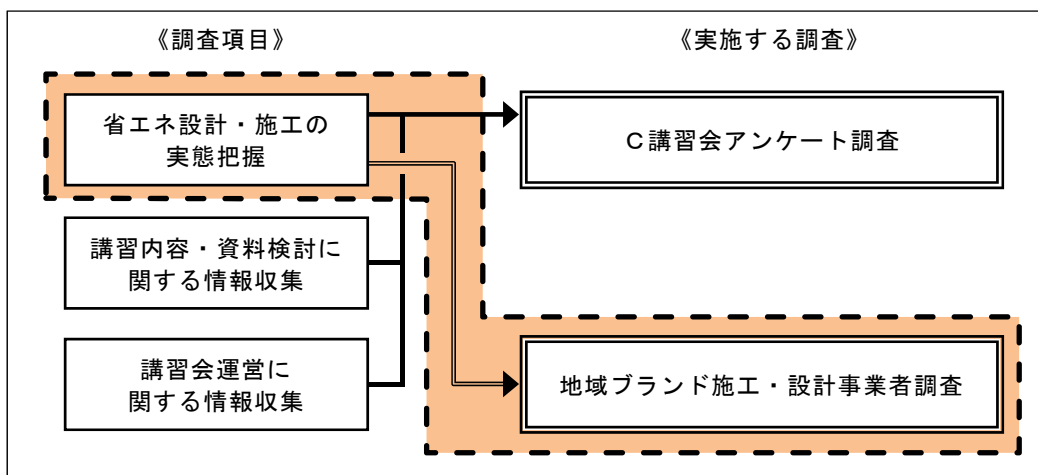 《調査項目》
《実施する調査》
省エネ設計・施工の
実態把握
C講習会アンケート調査
講習内容・資料検討に
関する情報収集
講習会運営に
関する情報収集
地域ブランド施工・設計事業者調査